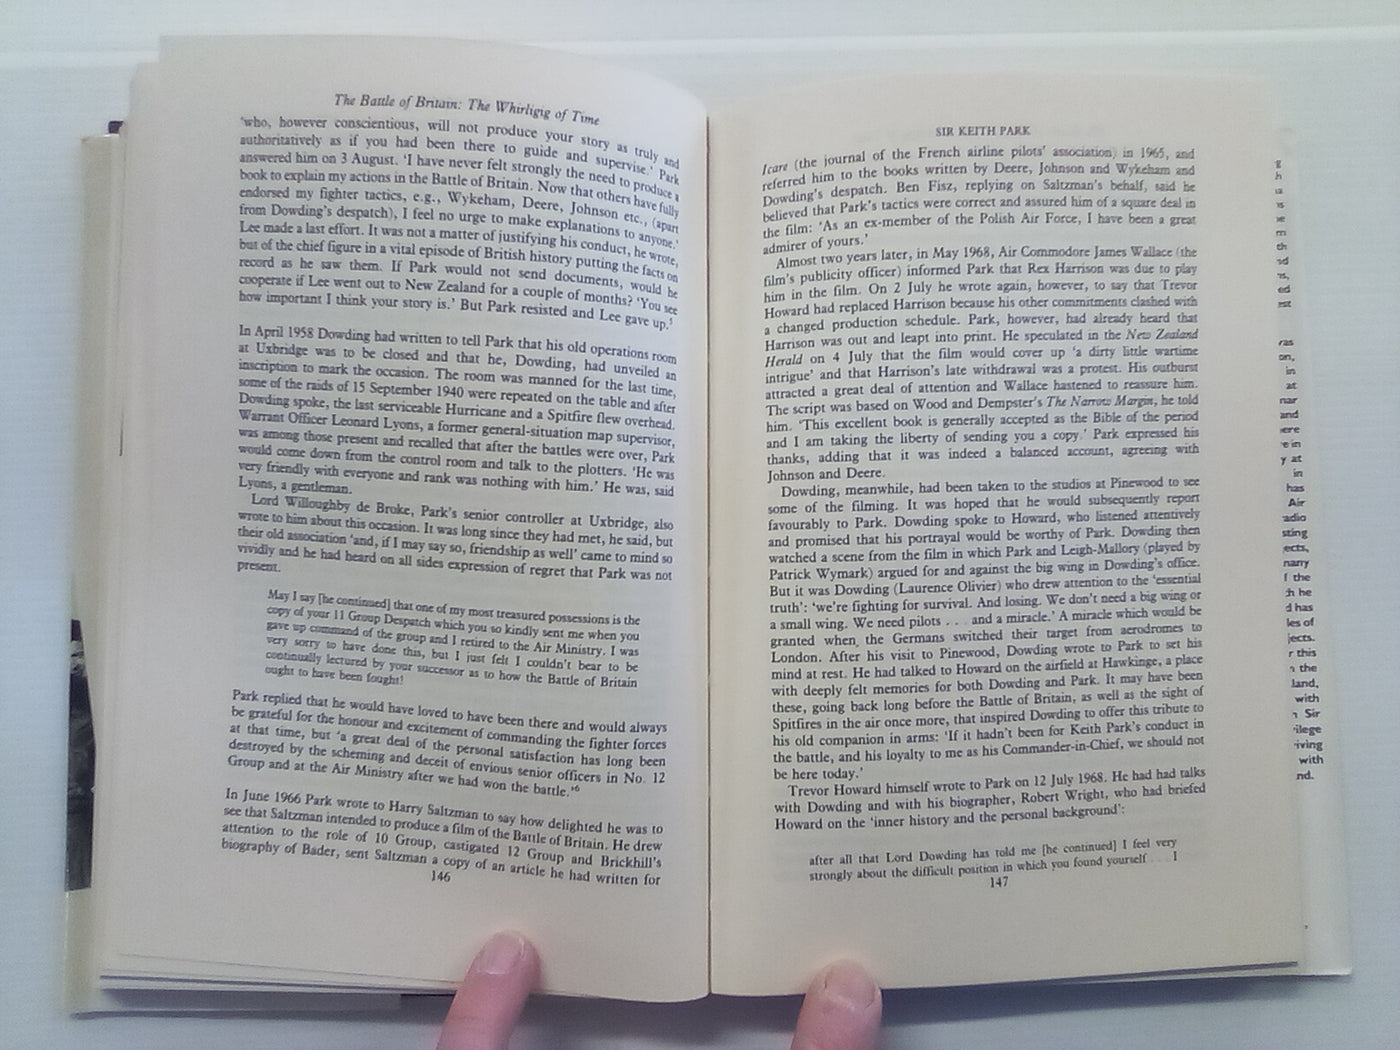 The Battle of Britain: The Whirligig of Time
'who, however conscientious, will not produce your story as truly and
authoritatively as if you had been there to guide and supervise.' Park
answered him on 3 August. 'I have never felt strongly the need to produce a
book to explain my actions in the Battle of Britain. Now that others have fully
endorsed my fighter tactics, e.g., Wykeham, Deere, Johnson etc., (apart
from Dowding's despatch), I feel no urge to make explanations to anyone.'
Lee made a last effort. It was not a matter of justifying his conduct, he wrote,
but of the chief figure in a vital episode of British history putting the facts on
record as he saw them. If Park would not send documents, would he
cooperate if Lee went out to New Zealand for a couple of months? 'You see
how important I think your story is.' But Park resisted and Lee gave up.⁵
In April 1958 Dowding had written to tell Park that his old operations room
at Uxbridge was to be closed and that he, Dowding, had unveiled an
inscription to mark the occasion. The room was manned for the last time,
some of the raids of 15 September 1940 were repeated on the table and after
Dowding spoke, the last serviceable Hurricane and a Spitfire flew overhead.
Warrant Officer Leonard Lyons, a former general-situation map supervisor,
was among those present and recalled that after the battles were over, Park
would come down from the control room and talk to the plotters. 'He was
very friendly with everyone and rank was nothing with him.' He was, said
Lyons, a gentleman.
Lord Willoughby de Broke, Park's senior controller at Uxbridge, also
wrote to him about this occasion. It was long since they had met, he said, but
their old association 'and, if I may say so, friendship as well' came to mind so
vividly and he had heard on all sides expression of regret that Park was not
present.
May I say [he continued] that one of my most treasured possessions is the
copy of your 11 Group Despatch which you so kindly sent me when you
gave up command of the group and I retired to the Air Ministry. I was
very sorry to have done this, but I just felt I couldn't bear to be
continually lectured by your successor as to how the Battle of Britain
ought to have been fought!
Park replied that he would have loved to have been there and would always
be grateful for the honour and excitement of commanding the fighter forces
at that time, but 'a great deal of the personal satisfaction has long been
destroyed by the scheming and deceit of envious senior officers in No. 12
Group and at the Air Ministry after we had won the battle.'⁶
In June 1966 Park wrote to Harry Saltzman to say how delighted he was to
see that Saltzman intended to produce a film of the Battle of Britain. He drew
attention to the role of 10 Group, castigated 12 Group and Brickhill's
biography of Bader, sent Saltzman a copy of an article he had written for
146
SIR KEITH PARK
Icare (the journal of the French airline pilots' association) in 1965, and
referred him to the books written by Deere, Johnson and Wykeham and
Dowding's despatch. Ben Fisz, replying on Saltzman's behalf, said he
believed that Park's tactics were correct and assured him of a square deal in
the film: 'As an ex-member of the Polish Air Force, I have been a great
admirer of yours.'
Almost two years later, in May 1968, Air Commodore James Wallace (the
film's publicity officer) informed Park that Rex Harrison was due to play
him in the film. On 2 July he wrote again, however, to say that Trevor
Howard had replaced Harrison because his other commitments clashed with
a changed production schedule. Park, however, had already heard that
Harrison was out and leapt into print. He speculated in the New Zealand
Herald on 4 July that the film would cover up 'a dirty little wartime
intrigue' and that Harrison's late withdrawal was a protest. His outburst
attracted a great deal of attention and Wallace hastened to reassure him.
The script was based on Wood and Dempster's The Narrow Margin, he told
him. 'This excellent book is generally accepted as the Bible of the period
and I am taking the liberty of sending you a copy.' Park expressed his
thanks, adding that it was indeed a balanced account, agreeing with
Johnson and Deere.
Dowding, meanwhile, had been taken to the studios at Pinewood to see
some of the filming. It was hoped that he would subsequently report
favourably to Park. Dowding spoke to Howard, who listened attentively
and promised that his portrayal would be worthy of Park. Dowding then
watched a scene from the film in which Park and Leigh-Mallory (played by
Patrick Wymark) argued for and against the big wing in Dowding's office.
But it was Dowding (Laurence Olivier) who drew attention to the 'essential
truth': 'we're fighting for survival. And losing. We don't need a big wing or
a small wing. We need pilots . . . and a miracle.' A miracle which would be
granted when the Germans switched their target from aerodromes to
London. After his visit to Pinewood, Dowding wrote to Park to set his
mind at rest. He had talked to Howard on the airfield at Hawkinge, a place
with deeply felt memories for both Dowding and Park. It may have been
these, going back long before the Battle of Britain, as well as the sight of
Spitfires in the air once more, that inspired Dowding to offer this tribute to
his old companion in arms: 'If it hadn't been for Keith Park's conduct in
the battle, and his loyalty to me as his Commander-in-Chief, we should not
be here today.'
Trevor Howard himself wrote to Park on 12 July 1968. He had had talks
with Dowding and with his biographer, Robert Wright, who had briefed
Howard on the 'inner history and the personal background':
after all that Lord Dowding has told me [he continued] I feel very
strongly about the difficult position in which you found yourself . . . I
147
in
at
nar
and
ere
e in
y at
in
has
Air
adio
sting
ects,
nany
f the
h he
d has
les of
jects.
r this
the
land,
with
Sir
ilege
iving
with
nd.